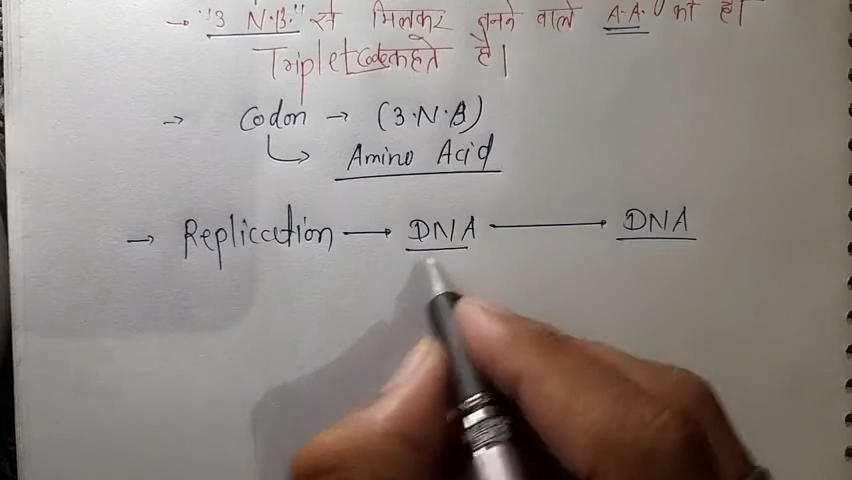 → "3 N.B." से मिलकर बनने वाले A.A. को ही
Triplet code कहते है।
→ Codon → (3.N.B)
↳ Amino Acid
→ Replication → DNA → DNA